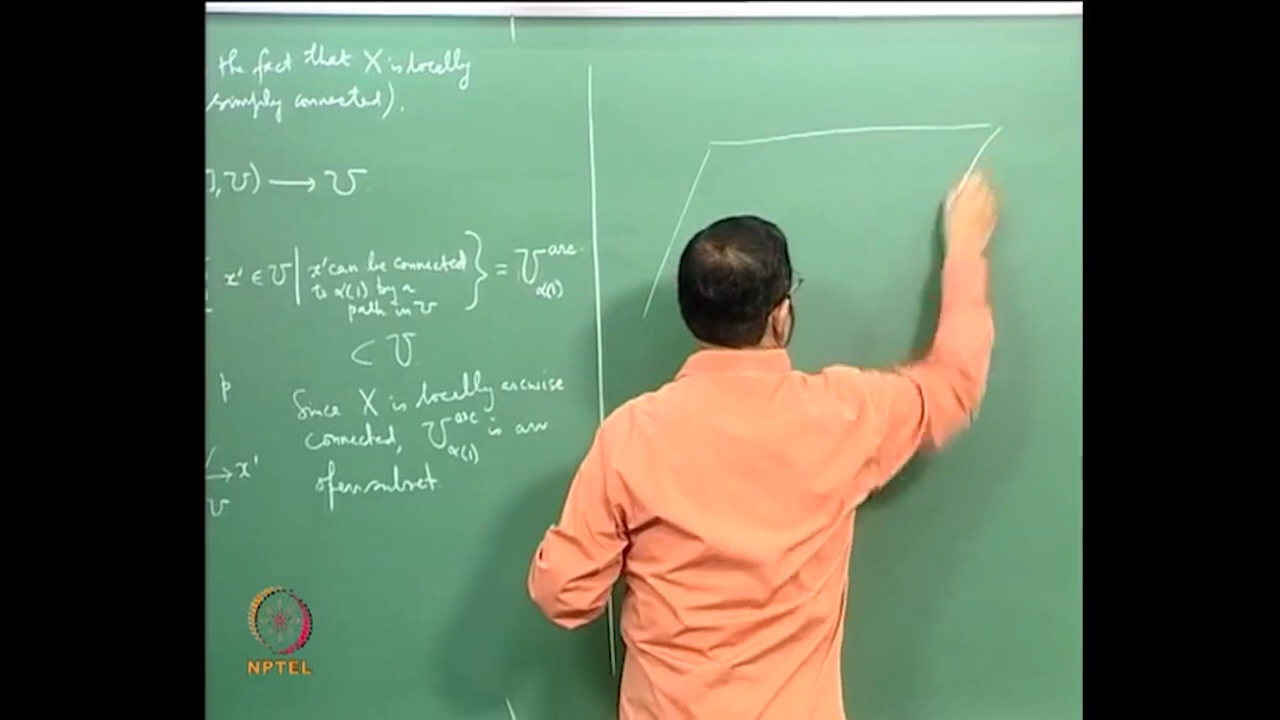 the fact that X is locally
simply connected).
, U) ⟶ U
x' ∈ U | x' can be connected to α(1) by a path in U } = U^arc_α(1)
⊂ U
p
Since X is locally arcwise
connected, U^arc_α(1) is an
→ x'
open subset.
U
NPTEL